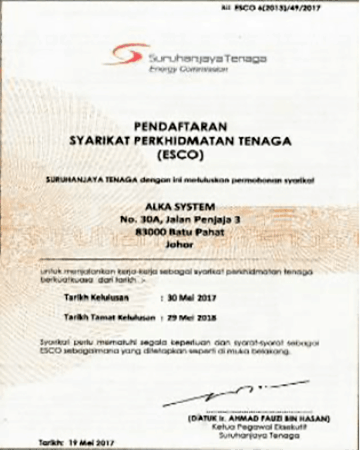 ESCO 6(2013)/49/2017
Suruhanjaya Tenaga
Energy Commission
PENDAFTARAN
SYARIKAT PERKHIDMATAN TENAGA
(ESCO)
SURUHANJAYA TENAGA dengan ini meluluskan permohonan syarikat
ALKA SYSTEM
No. 30A, Jalan Penjaja 3
83000 Batu Pahat
Johor
untuk menjalankan kerja-kerja sebagai syarikat perkhidmatan tenaga
berkuatkuasa dari tarikh :-
Tarikh Kelulusan : 30 Mei 2017
Tarikh Tamat Kelulusan : 29 Mei 2018
Syarikat perlu mematuhi segala keperluan dan syarat-syarat sebagai
ESCO sebagaimana yang ditetapkan seperti di muka belakang.
(DATUK Ir. AHMAD FAUZI BIN HASAN)
Ketua Pegawai Eksekutif
Suruhanjaya Tenaga
Tarikh: 19 Mei 2017